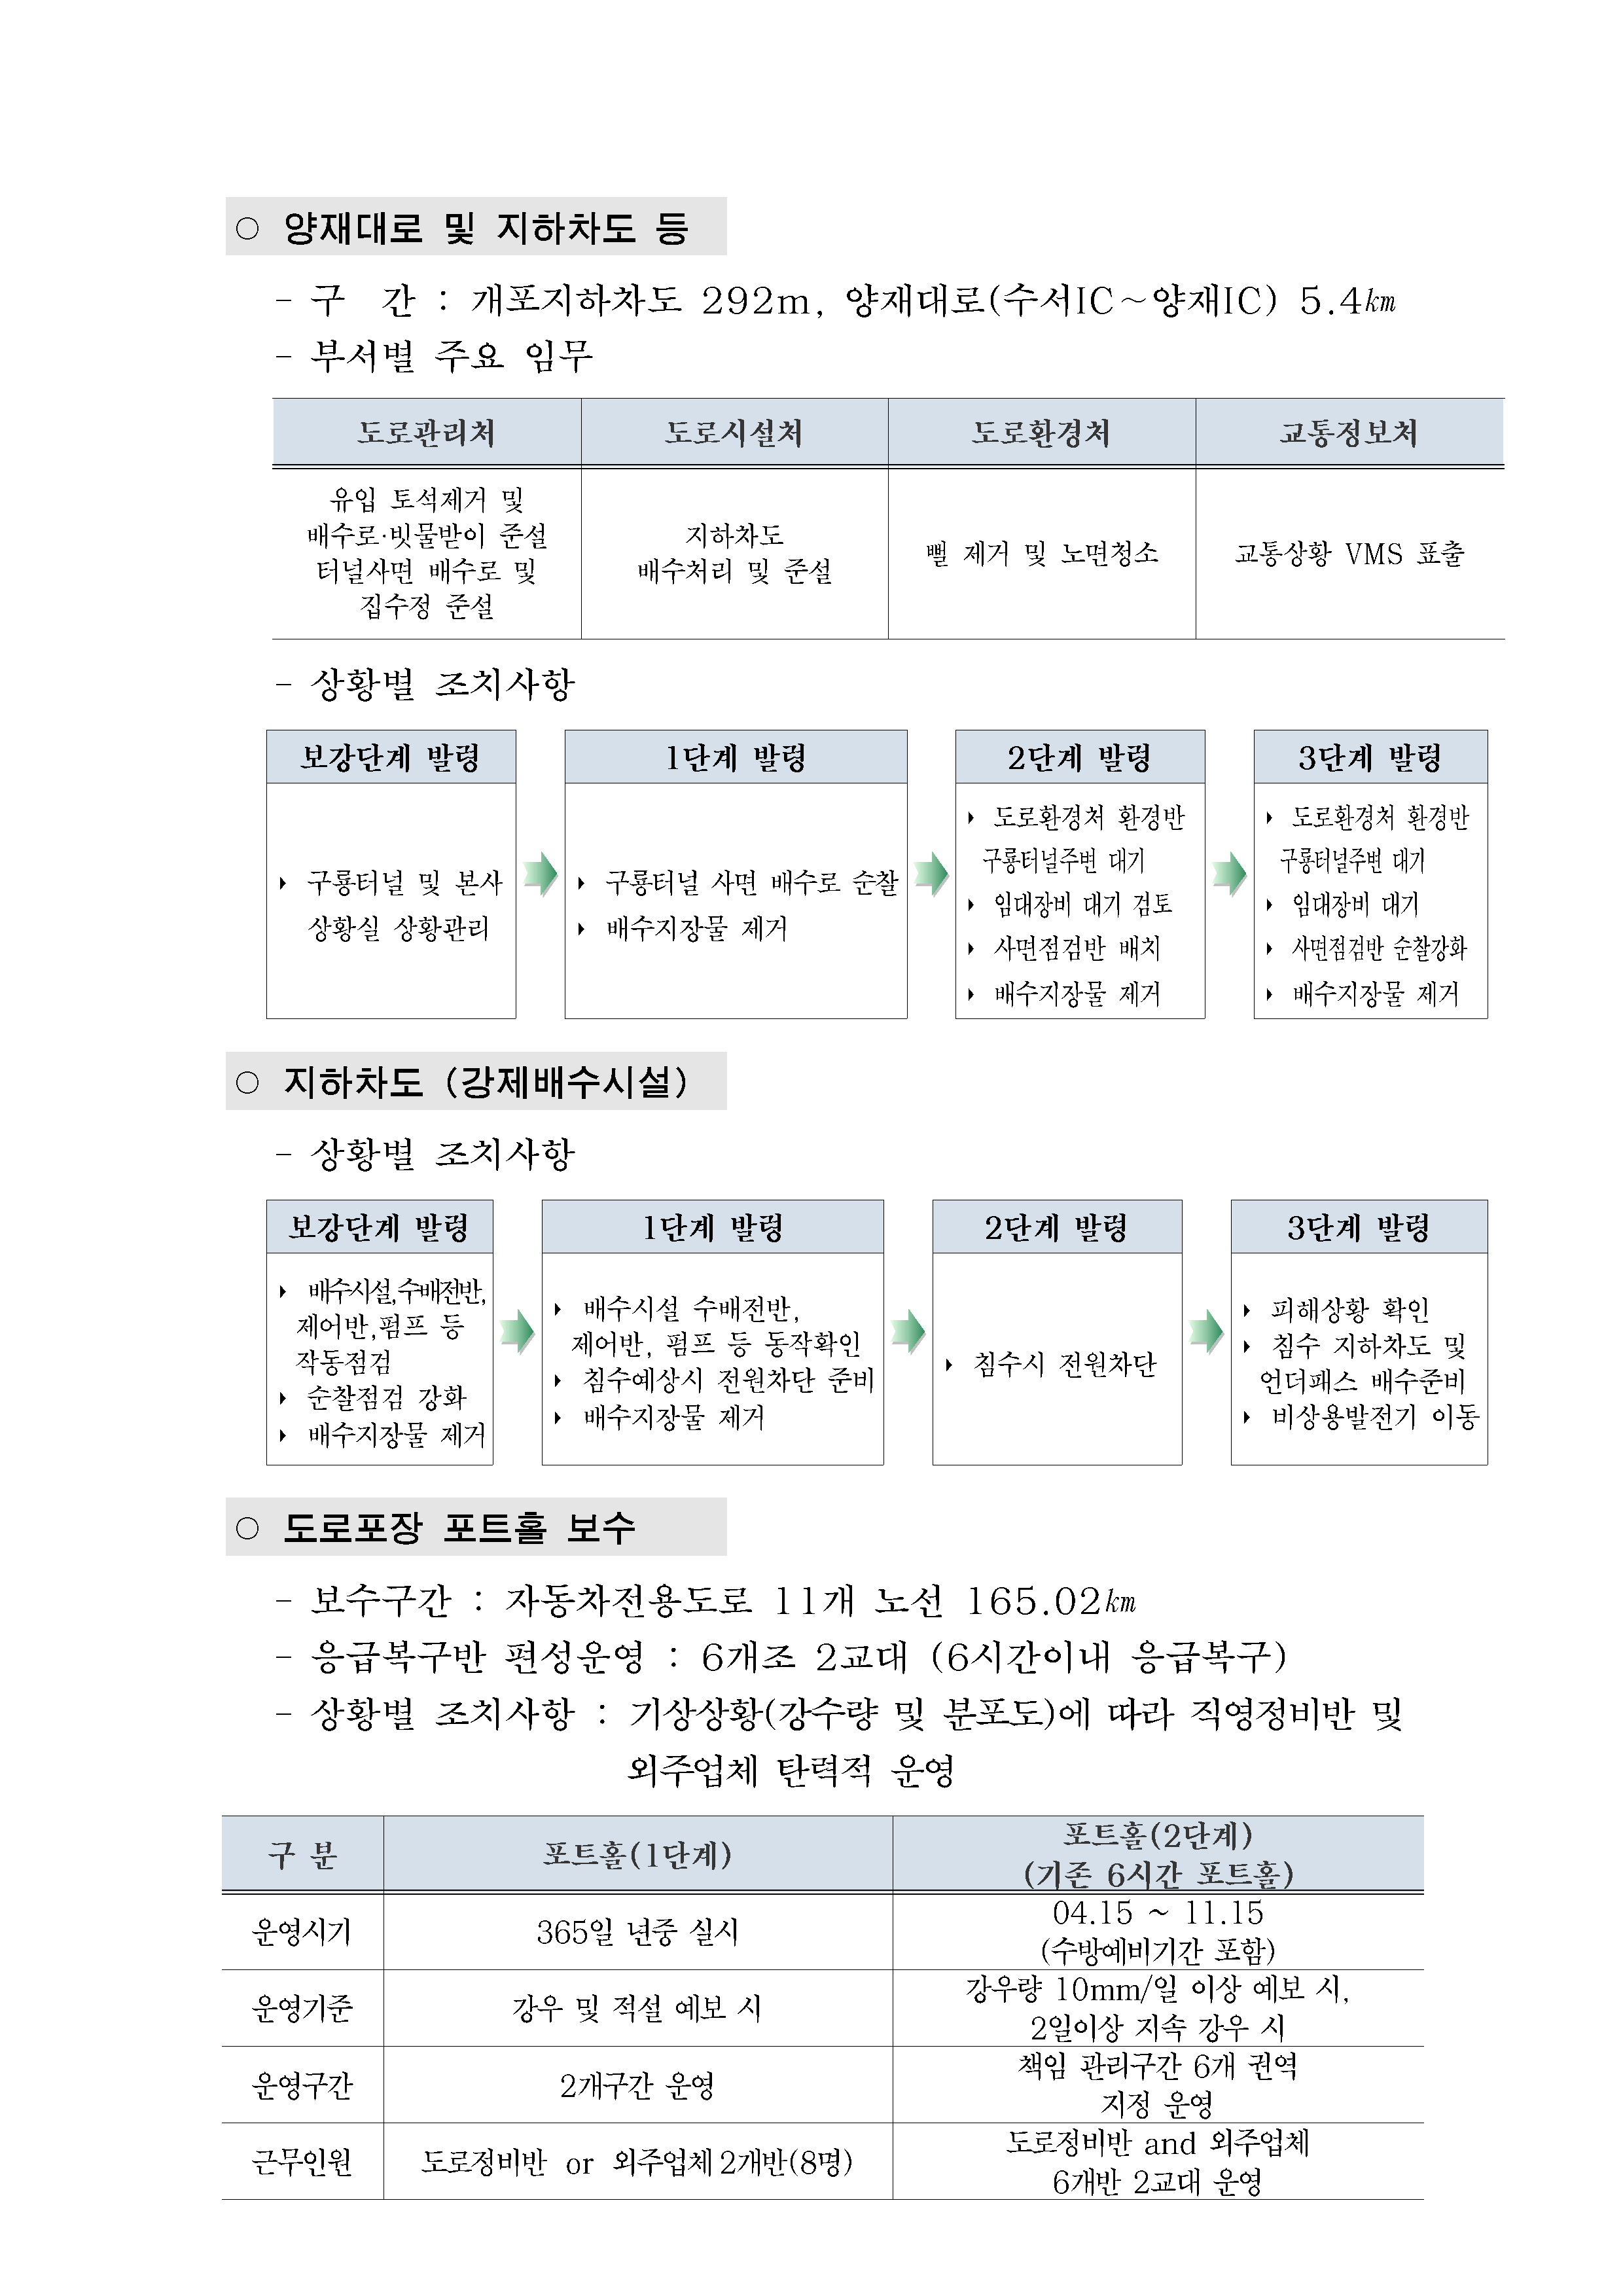 ○ 양재대로 및 지하차도 등
- 구 간 : 개포지하차도 292m, 양재대로(수서IC～양재IC) 5.4㎞
- 부서별 주요 임무
도로관리처
도로시설처
도로환경처
교통정보처
유입 토석제거 및
배수로·빗물받이 준설
터널사면 배수로 및
집수정 준설
지하차도
배수처리 및 준설
뻘 제거 및 노면청소
교통상황 VMS 표출
- 상황별 조치사항
보강단계 발령
구룡터널 및 본사
상황실 상황관리
1단계 발령
구룡터널 사면 배수로 순찰
배수지장물 제거
2단계 발령
도로환경처 환경반
구룡터널주변 대기
임대장비 대기 검토
사면점검반 배치
배수지장물 제거
3단계 발령
도로환경처 환경반
구룡터널주변 대기
임대장비 대기
사면점검반 순찰강화
배수지장물 제거
○ 지하차도 (강제배수시설)
- 상황별 조치사항
보강단계 발령
배수시설,수배전반,
제어반,펌프 등
작동점검
순찰점검 강화
배수지장물 제거
1단계 발령
배수시설 수배전반,
제어반, 펌프 등 동작확인
침수예상시 전원차단 준비
배수지장물 제거
2단계 발령
침수시 전원차단
3단계 발령
피해상황 확인
침수 지하차도 및
언더패스 배수준비
비상용발전기 이동
○ 도로포장 포트홀 보수
- 보수구간 : 자동차전용도로 11개 노선 165.02㎞
- 응급복구반 편성운영 : 6개조 2교대 (6시간이내 응급복구)
- 상황별 조치사항 : 기상상황(강수량 및 분포도)에 따라 직영정비반 및
외주업체 탄력적 운영
구 분
포트홀(1단계)
포트홀(2단계)
(기존 6시간 포트홀)
운영시기
365일 년중 실시
04.15 ~ 11.15
(수방예비기간 포함)
운영기준
강우 및 적설 예보 시
강우량 10mm/일 이상 예보 시,
2일이상 지속 강우 시
운영구간
2개구간 운영
책임 관리구간 6개 권역
지정 운영
근무인원
도로정비반 or 외주업체 2개반(8명)
도로정비반 and 외주업체
6개반 2교대 운영